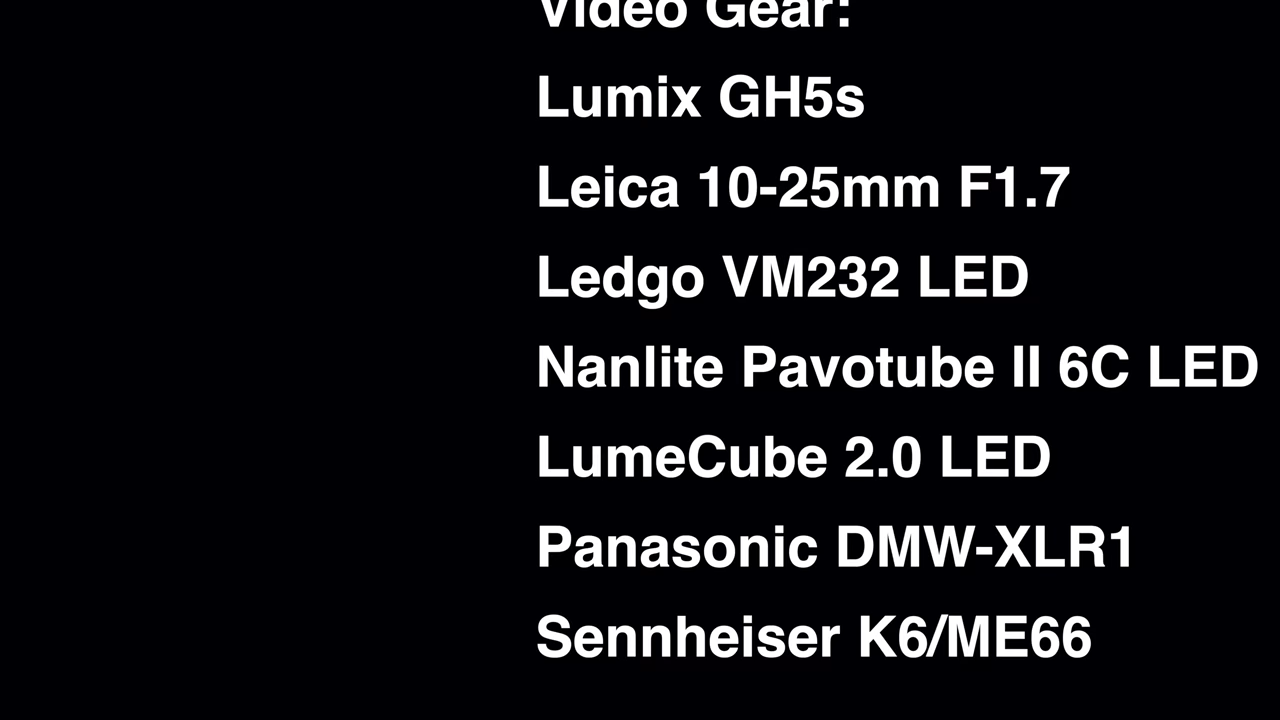 Video Gear:
Lumix GH5s
Leica 10-25mm F1.7
Ledgo VM232 LED
Nanlite Pavotube II 6C LED
LumeCube 2.0 LED
Panasonic DMW-XLR1
Sennheiser K6/ME66